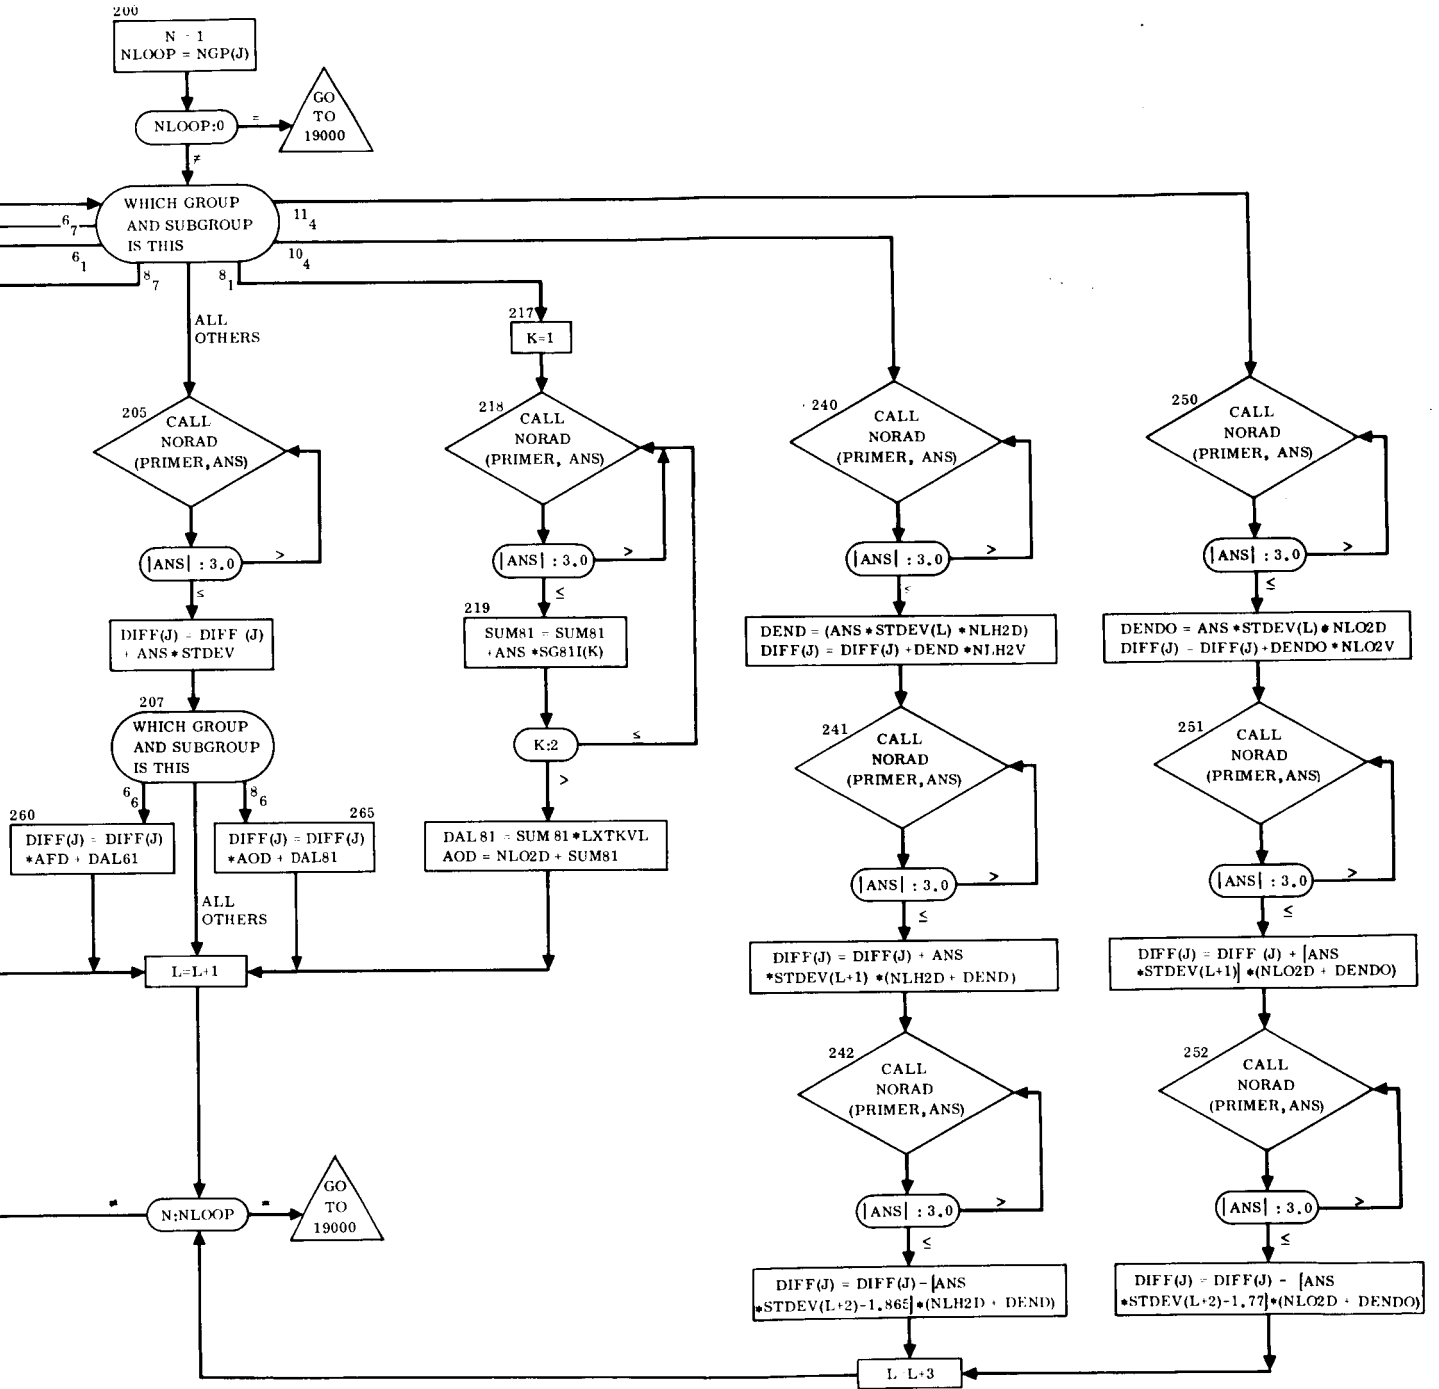 200
N = 1
NLOOP = NGP(J)
NLOOP:0
=
GO
TO
19000
≠
WHICH GROUP
AND SUBGROUP
IS THIS
6 7
6 1
8 7
8 1
11 4
10 4
ALL
OTHERS
217
K=1
205
CALL
NORAD
(PRIMER, ANS)
|ANS| : 3.0
>
≤
DIFF(J) = DIFF (J)
+ ANS*STDEV
207
WHICH GROUP
AND SUBGROUP
IS THIS
6 6
8 6
260
DIFF(J) = DIFF(J)
*AFD + DAL61
265
DIFF(J) = DIFF(J)
*AOD + DAL81
ALL
OTHERS
L=L+1
218
CALL
NORAD
(PRIMER, ANS)
|ANS| : 3.0
>
≤
219
SUM81 = SUM81
+ANS *SG81I(K)
K:2
≤
>
DAL81 = SUM81*LXTKVL
AOD = NLO2D + SUM81
240
CALL
NORAD
(PRIMER, ANS)
|ANS| : 3.0
>
≤
DEND = (ANS*STDEV(L) *NLH2D)
DIFF(J) = DIFF(J) +DEND *NLH2V
241
CALL
NORAD
(PRIMER,ANS)
|ANS| : 3.0
>
≤
DIFF(J) = DIFF(J) + ANS
*STDEV(L+1) *(NLH2D + DEND)
242
CALL
NORAD
(PRIMER,ANS)
|ANS| : 3.0
>
≤
DIFF(J) = DIFF(J)-[ANS
*STDEV(L+2)-1.865]*(NLH2D + DEND)
250
CALL
NORAD
(PRIMER, ANS)
|ANS| : 3.0
>
≤
DENDO = ANS*STDEV(L)*NLO2D
DIFF(J) = DIFF(J)+DENDO*NLO2V
251
CALL
NORAD
(PRIMER,ANS)
|ANS| : 3.0
>
≤
DIFF(J) = DIFF (J) + [ANS
*STDEV(L+1)] *(NLO2D + DENDO)
252
CALL
NORAD
(PRIMER,ANS)
|ANS| : 3.0
>
≤
DIFF(J) = DIFF(J) - [ANS
*STDEV(L+2)-1.77]*(NLO2D + DENDO)
≠
N:NLOOP
=
GO
TO
19000
L=L+3